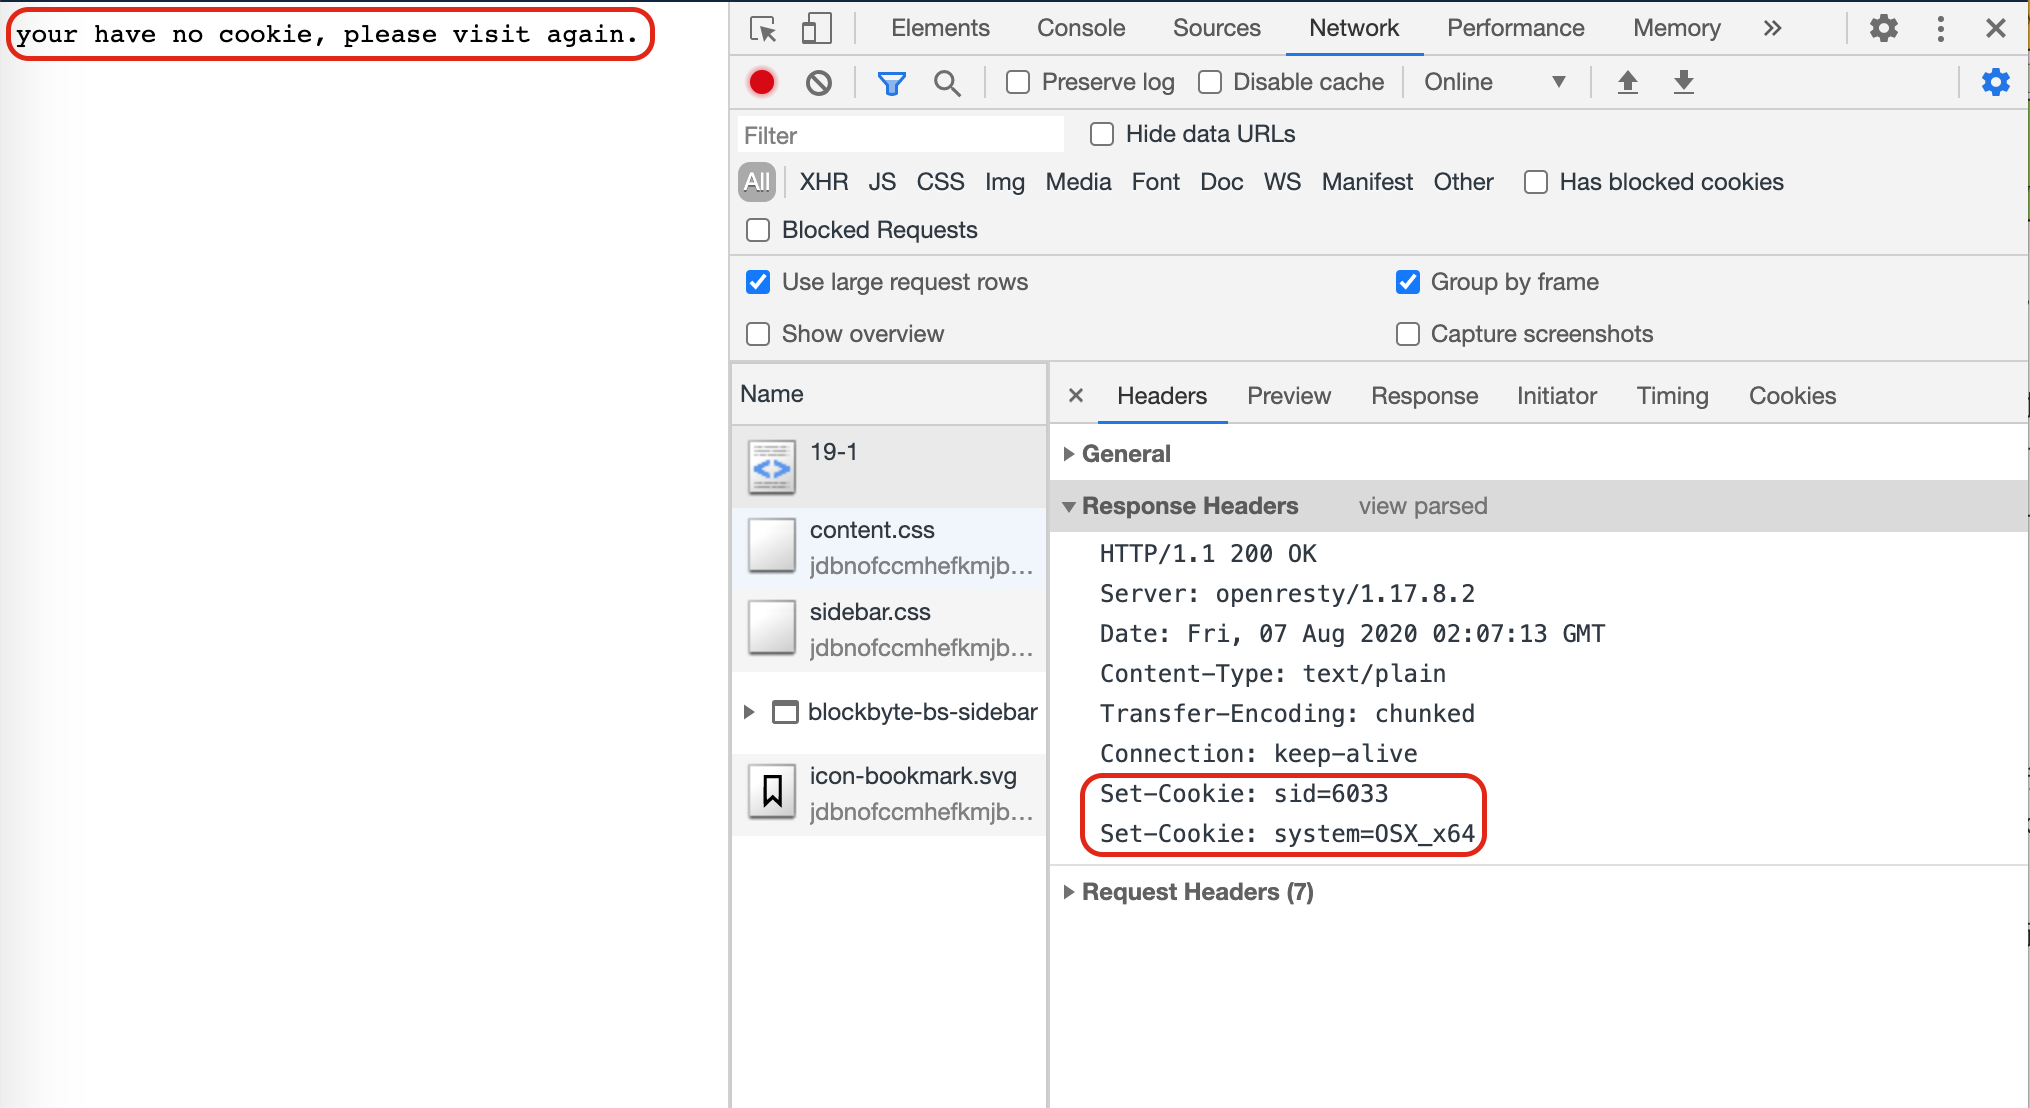 your have no cookie, please visit again.
Elements Console Sources Network Performance Memory
Preserve log Disable cache Online
Filter Hide data URLs
All XHR JS CSS Img Media Font Doc WS Manifest Other Has blocked cookies
Blocked Requests
Use large request rows Group by frame
Show overview Capture screenshots
Name
19-1
content.css
jdbnofccmhefkmjb...
sidebar.css
jdbnofccmhefkmjb...
blockbyte-bs-sidebar
icon-bookmark.svg
jdbnofccmhefkmjb...
Headers Preview Response Initiator Timing Cookies
General
Response Headers view parsed
HTTP/1.1 200 OK
Server: openresty/1.17.8.2
Date: Fri, 07 Aug 2020 02:07:13 GMT
Content-Type: text/plain
Transfer-Encoding: chunked
Connection: keep-alive
Set-Cookie: sid=6033
Set-Cookie: system=OSX_x64
Request Headers (7)